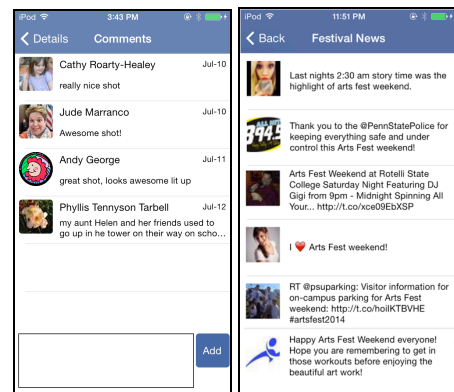 iPod 3:43 PM
Details Comments
Cathy Roarty-Healey Jul-10
really nice shot
Jude Marranco Jul-10
Awesome shot!
Andy George Jul-11
great shot, looks awesome lit up
Phyllis Tennyson Tarbell Jul-12
my aunt Helen and her friends used to
go up in he tower on their way on scho...
Add
iPod 11:51 PM
Back Festival News
Last nights 2:30 am story time was the
highlight of arts fest weekend.
Thank you to the @PennStatePolice for
keeping everything safe and under
control this Arts Festival weekend!
Arts Fest Weekend at Rotelli State
College Saturday Night Featuring DJ
Gigi from 9pm - Midnight Spinning All
Your... http://t.co/xce09EbXSP
I ❤️ Arts Fest weekend!
RT @psuparking: Visitor information for
on-campus parking for Arts Fest
weekend: http://t.co/hoilKTBVHE
#artsfest2014
Happy Arts Fest Weekend everyone!
Hope you are remembering to get in
those workouts before enjoying the
beautiful art work!